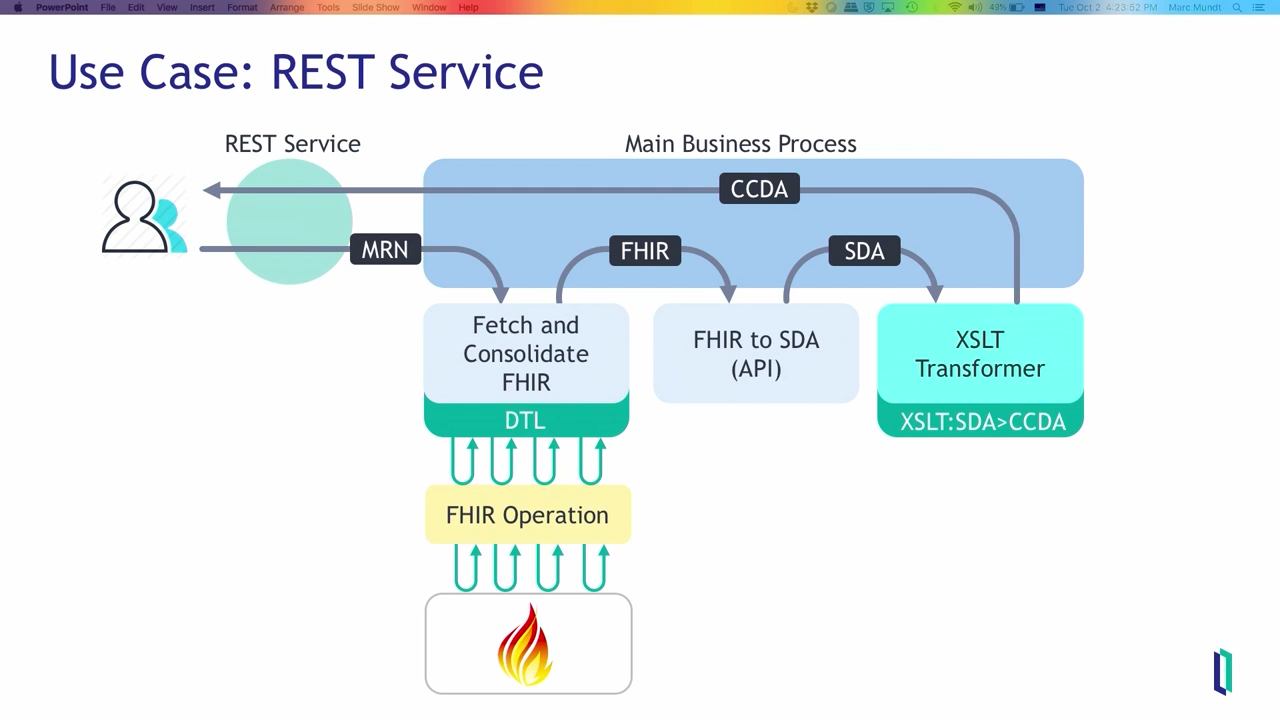 PowerPoint File Edit View Insert Format Arrange Tools Slide Show Window Help 49% Tue Oct 2 4:23:52 PM Marc Mundt
Use Case: REST Service
REST Service
Main Business Process
CCDA
MRN
FHIR
SDA
Fetch and
Consolidate
FHIR
DTL
FHIR to SDA
(API)
XSLT
Transformer
XSLT:SDA>CCDA
FHIR Operation